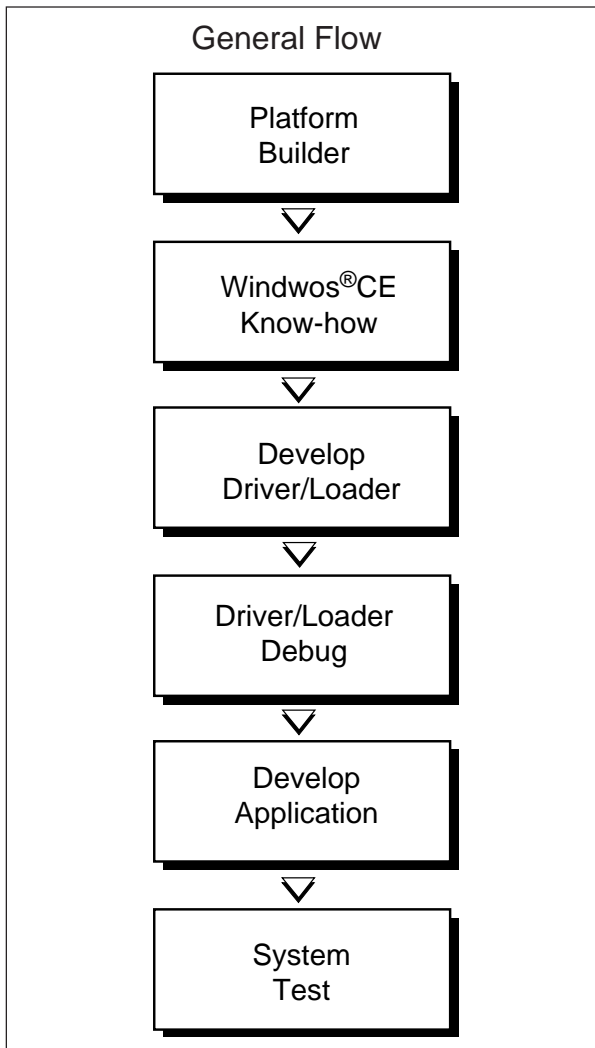 General Flow
Platform
Builder
Windwos®CE
Know-how
Develop
Driver/Loader
Driver/Loader
Debug
Develop
Application
System
Test